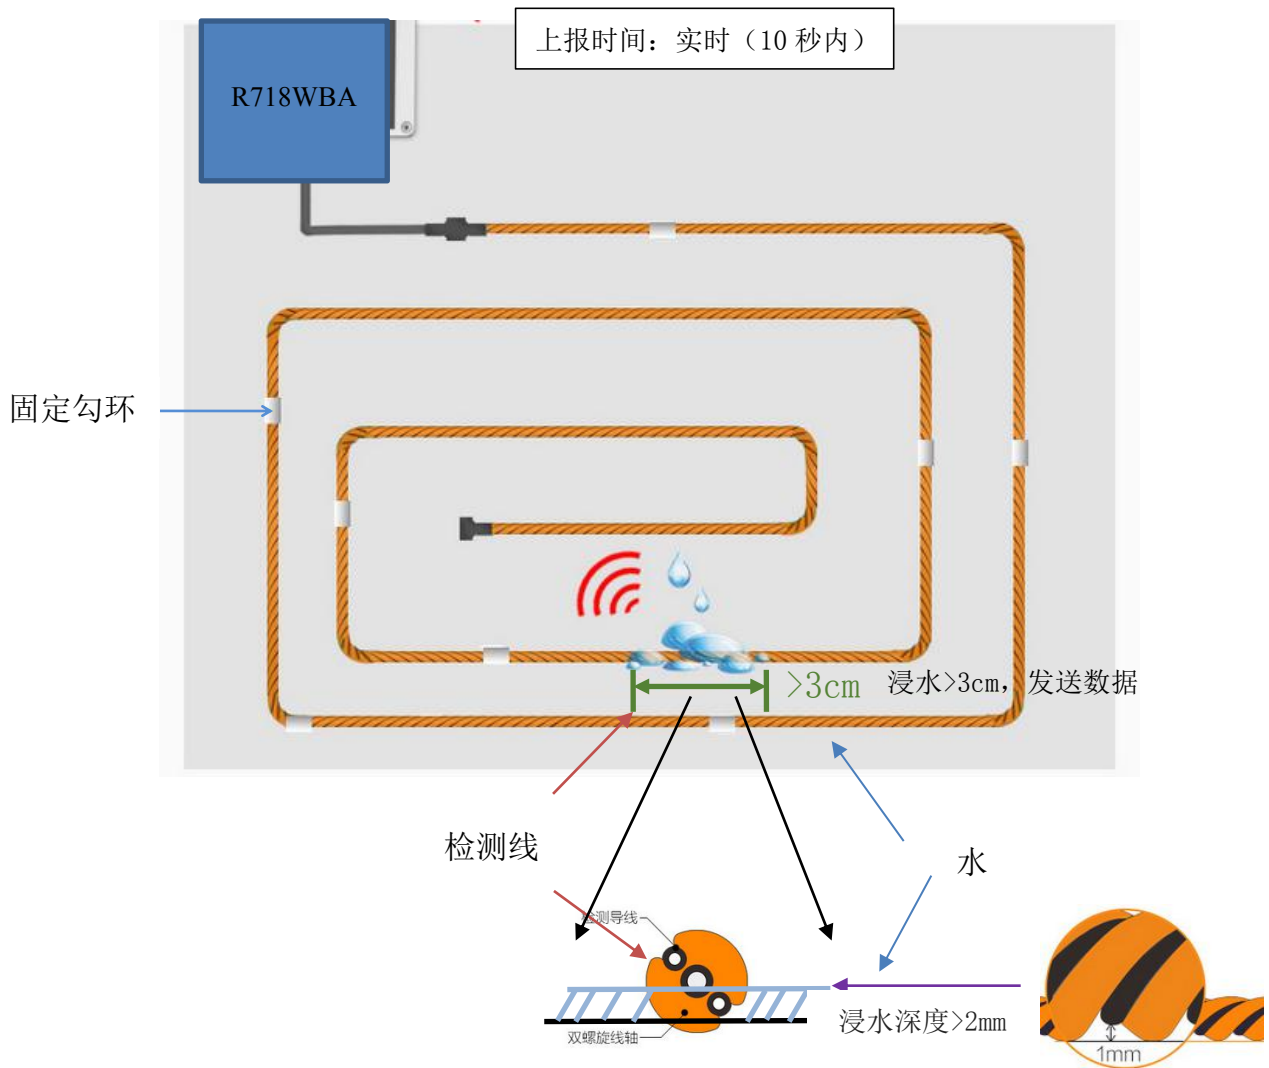 上报时间：实时（10 秒内）
R718WBA
固定勾环
>3cm
浸水>3cm，发送数据
检测线
水
检测导线
浸水深度>2mm
双螺旋线轴
1mm